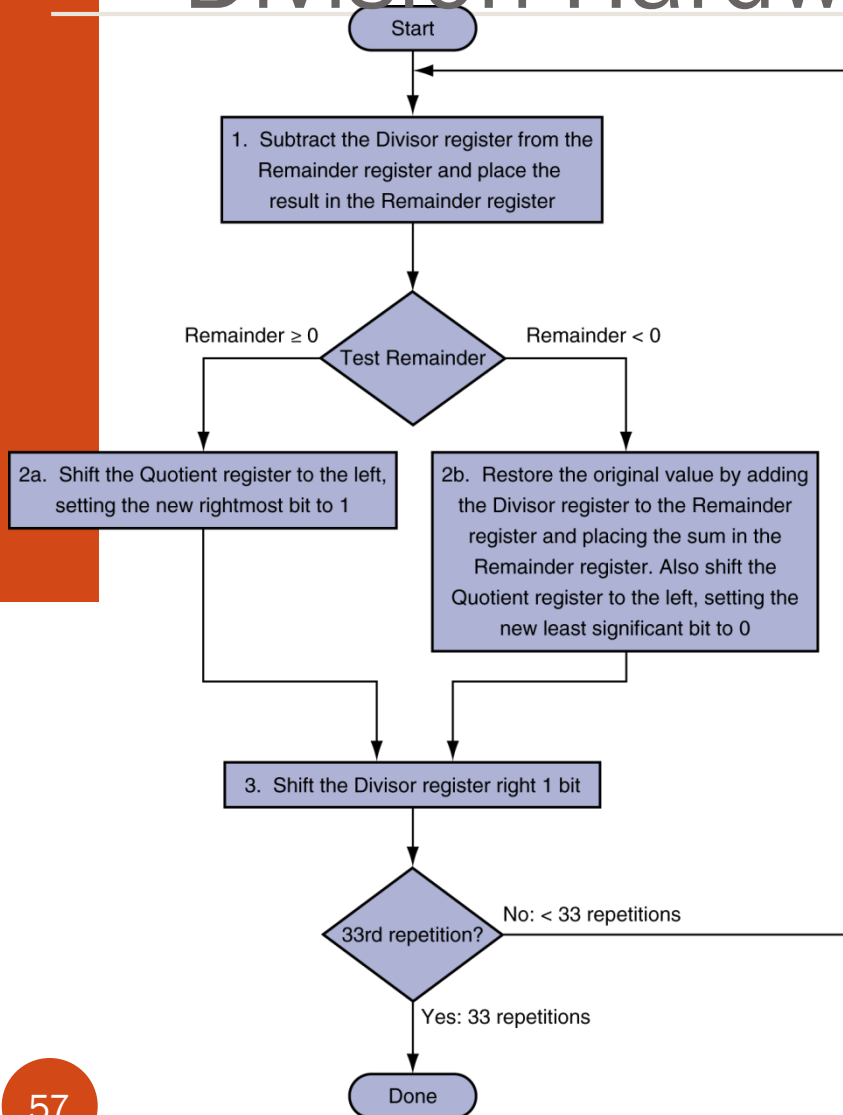 Division Hardw
Start
1. Subtract the Divisor register from the
Remainder register and place the
result in the Remainder register
Remainder ≥ 0
Remainder < 0
Test Remainder
2a. Shift the Quotient register to the left,
setting the new rightmost bit to 1
2b. Restore the original value by adding
the Divisor register to the Remainder
register and placing the sum in the
Remainder register. Also shift the
Quotient register to the left, setting the
new least significant bit to 0
3. Shift the Divisor register right 1 bit
33rd repetition?
No: < 33 repetitions
Yes: 33 repetitions
Done
57